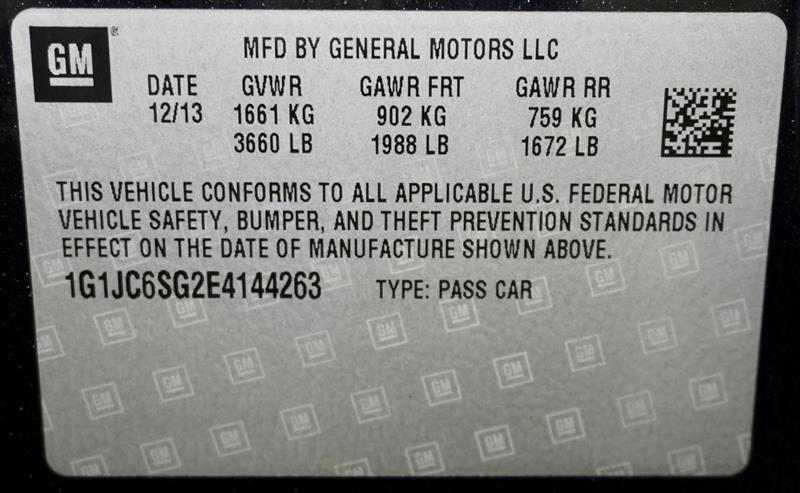 GM ®
MFD BY GENERAL MOTORS LLC
DATE GVWR GAWR FRT GAWR RR
12/13 1661 KG 902 KG 759 KG
3660 LB 1988 LB 1672 LB
THIS VEHICLE CONFORMS TO ALL APPLICABLE U.S. FEDERAL MOTOR
VEHICLE SAFETY, BUMPER, AND THEFT PREVENTION STANDARDS IN
EFFECT ON THE DATE OF MANUFACTURE SHOWN ABOVE.
1G1JC6SG2E4144263 TYPE: PASS CAR